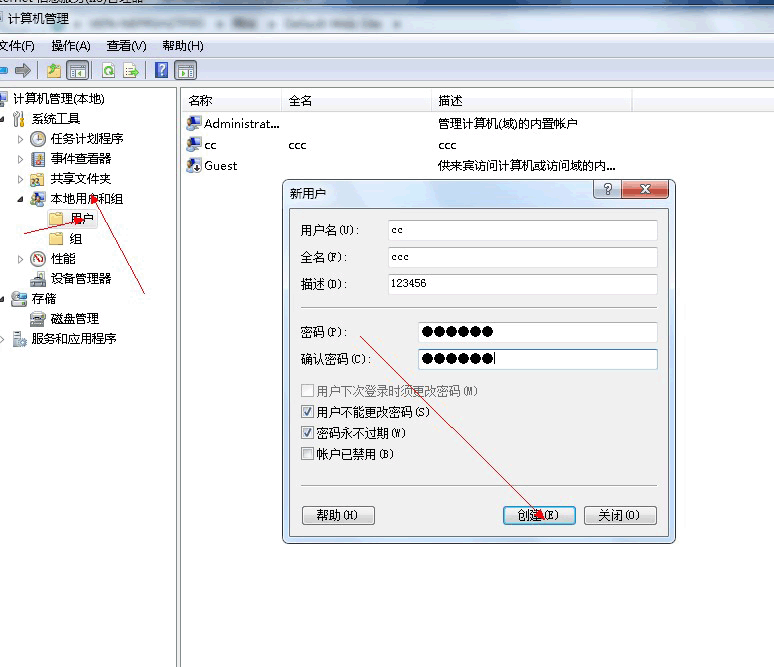 计算机管理
文件(F) 操作(A) 查看(V) 帮助(H)
计算机管理(本地)
系统工具
任务计划程序
事件查看器
共享文件夹
本地用户和组
用户
组
性能
设备管理器
存储
磁盘管理
服务和应用程序
名称 全名 描述
Administrat... 管理计算机(域)的内置帐户
cc ccc ccc
Guest 供来宾访问计算机或访问域的内...
新用户
用户名(U): cc
全名(F): ccc
描述(D): 123456
密码(P): ●●●●●●
确认密码(C): ●●●●●●
用户下次登录时须更改密码(M)
用户不能更改密码(S)
密码永不过期(W)
帐户已禁用(B)
帮助(H) 创建(E) 关闭(O)